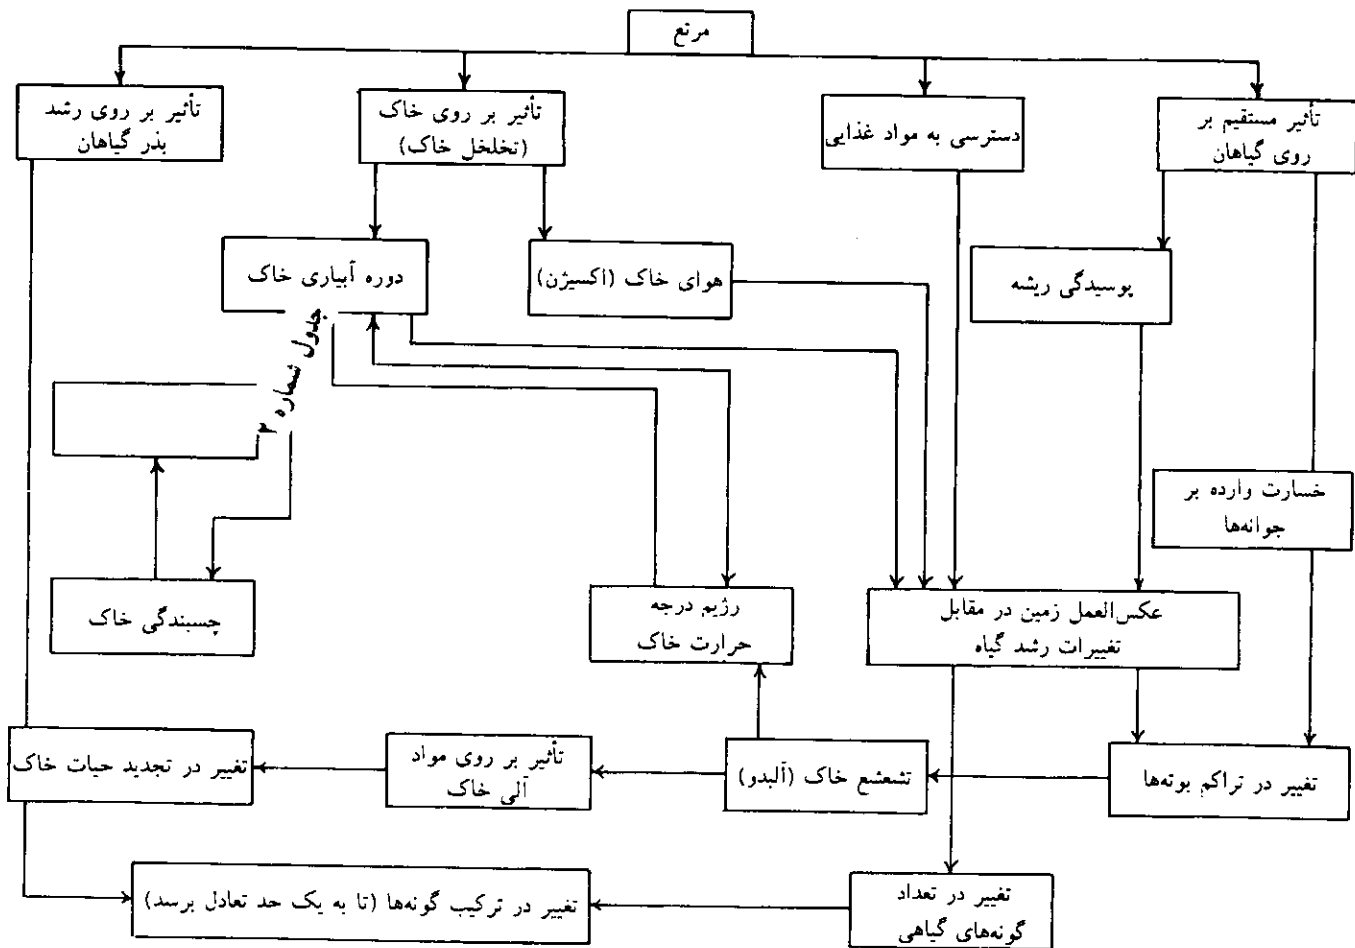 مرتع
تأثیر مستقیم بر
روی گیاهان
دسترسی به مواد غذایی
تأثیر بر روی خاک
(تخلخل خاک)
تأثیر بر روی رشد
بذر گیاهان
پوسیدگی ریشه
هوای خاک (اکسیژن)
دوره آبیاری خاک
جدول شماره ۲
خسارت وارده بر
جوانه‌ها
عکس‌العمل زمین در مقابل
تغییرات رشد گیاه
رژیم درجه
حرارت خاک
چسبندگی خاک
تغییر در تراکم بوته‌ها
تشعشع خاک (آلبدو)
تأثیر بر روی مواد
آلی خاک
تغییر در تجدید حیات خاک
تغییر در تعداد
گونه‌های گیاهی
تغییر در ترکیب گونه‌ها (تا به یک حد تعادل برسد)